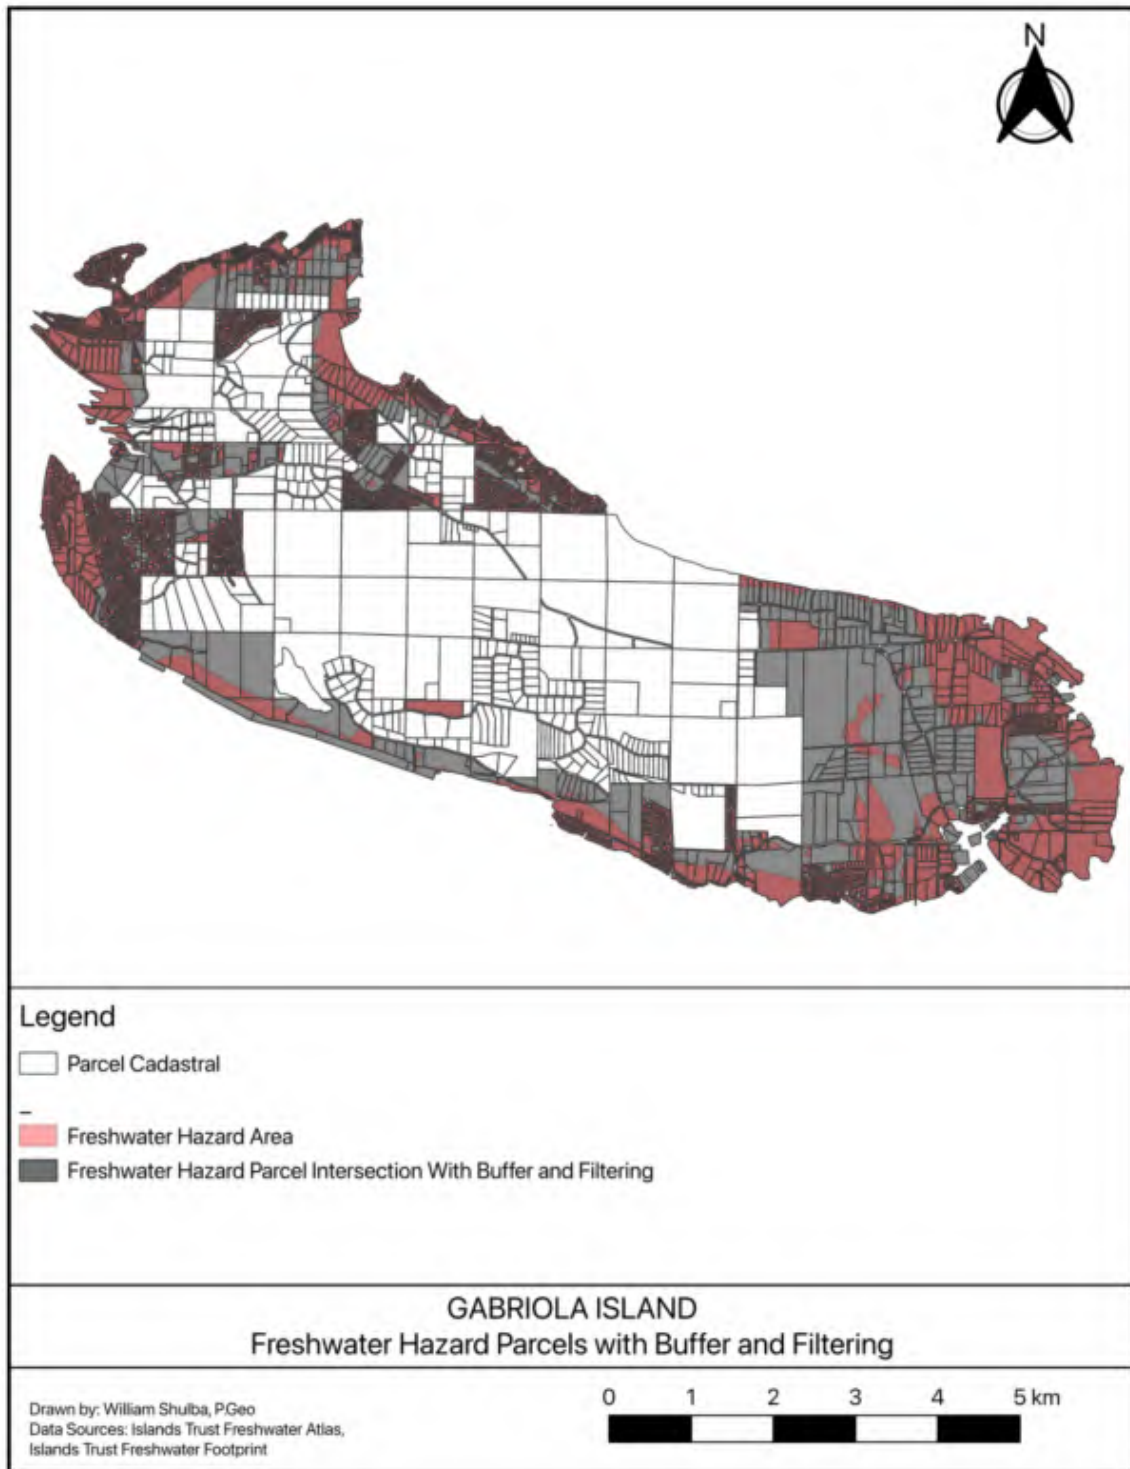 N
Legend
Parcel Cadastral
Freshwater Hazard Area
Freshwater Hazard Parcel Intersection With Buffer and Filtering
GABRIOLA ISLAND
Freshwater Hazard Parcels with Buffer and Filtering
Drawn by: William Shulba, P.Geo
Data Sources: Islands Trust Freshwater Atlas,
Islands Trust Freshwater Footprint
0 1 2 3 4 5 km